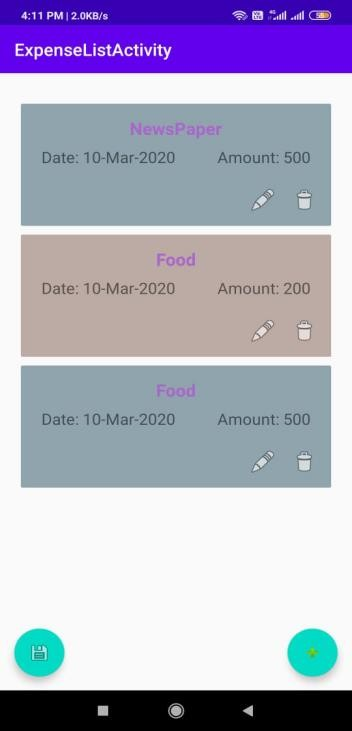 4:11 PM | 2.0KB/s
ExpenseListActivity
NewsPaper
Date: 10-Mar-2020 Amount: 500
Food
Date: 10-Mar-2020 Amount: 200
Food
Date: 10-Mar-2020 Amount: 500